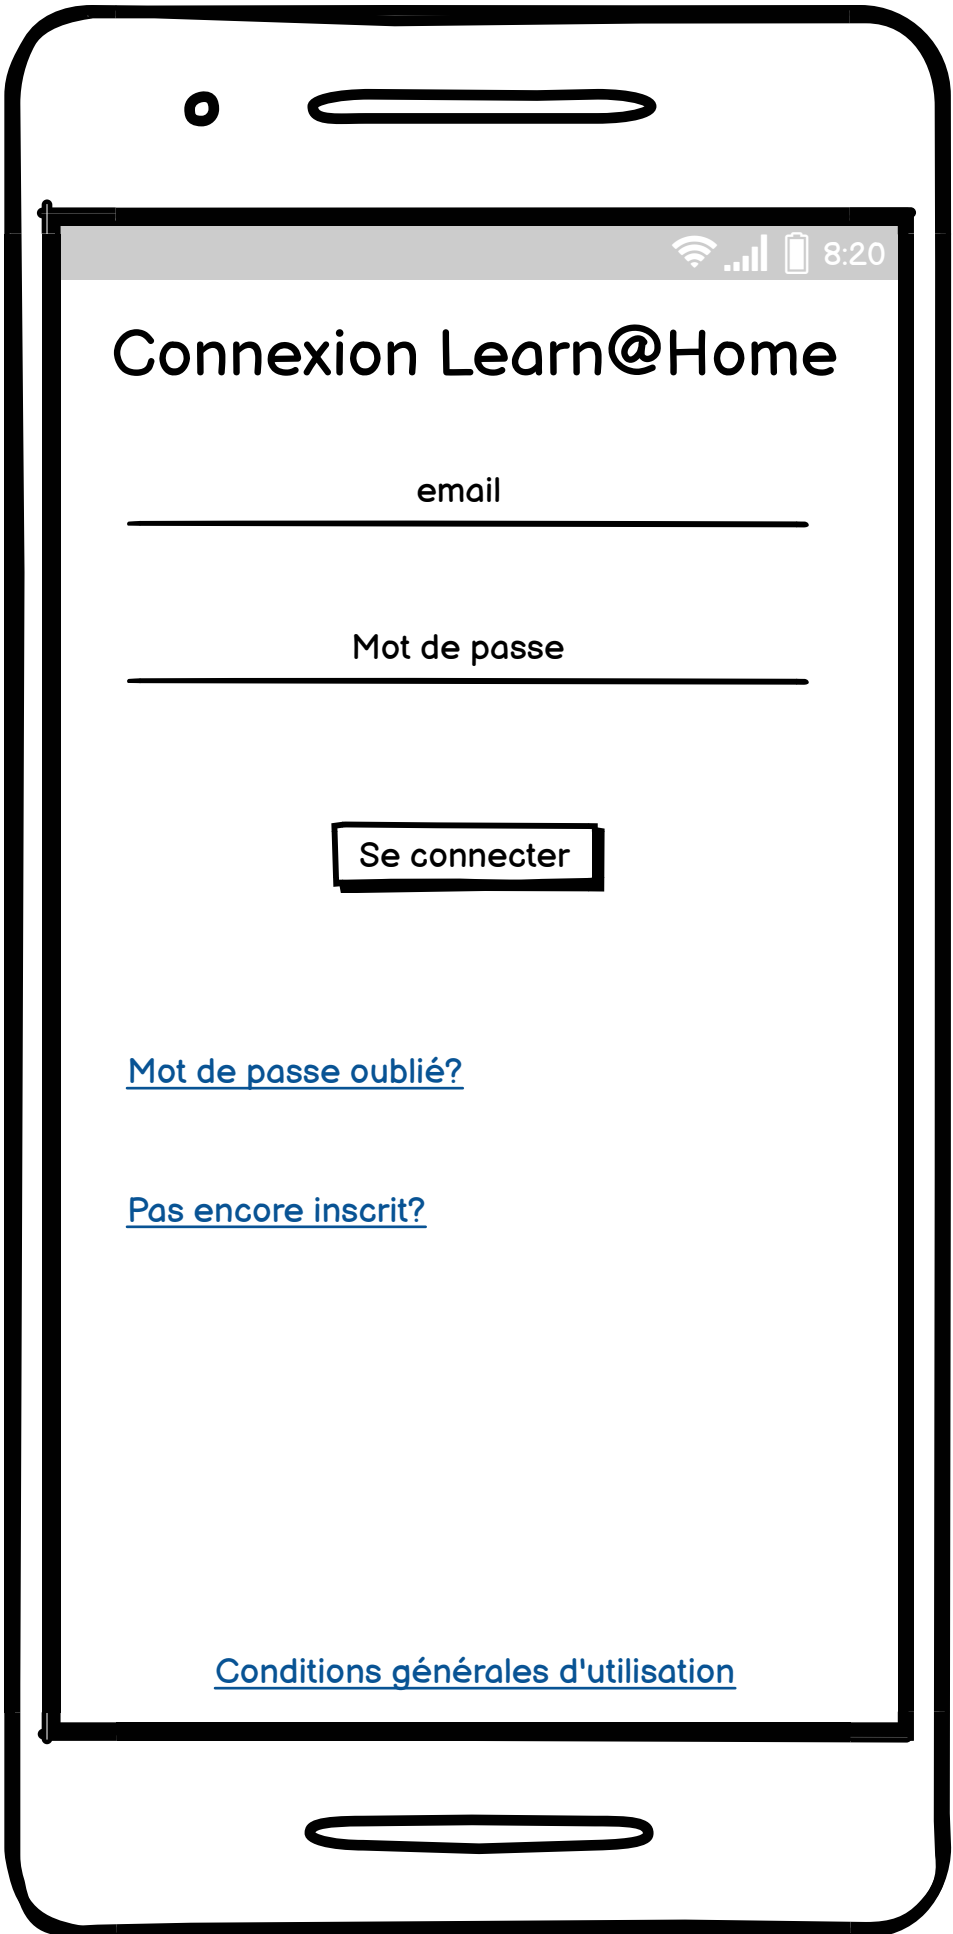 8:20
Connexion Learn@Home
email
Mot de passe
Se connecter
Mot de passe oublié?
Pas encore inscrit?
Conditions générales d'utilisation